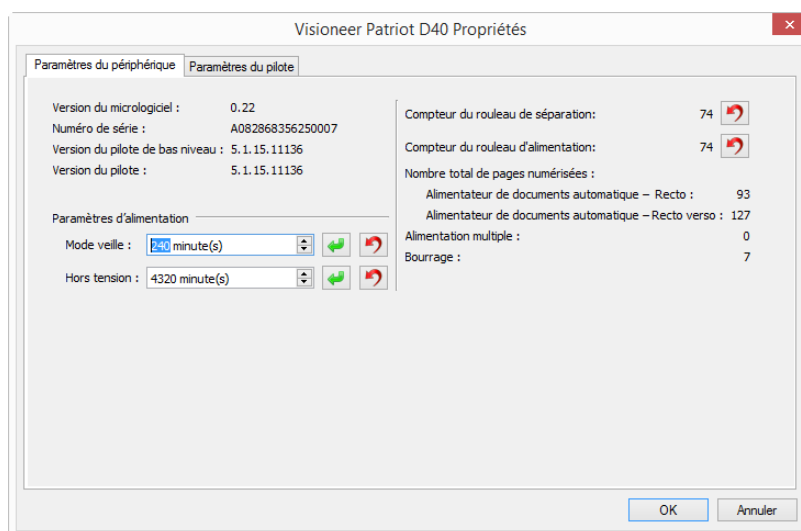 Visioneer Patriot D40 Propriétés
Paramètres du périphérique
Paramètres du pilote
Version du micrologiciel : 0.22
Numéro de série : A082868356250007
Version du pilote de bas niveau : 5.1.15.11136
Version du pilote : 5.1.15.11136
Paramètres d'alimentation
Mode veille : 240 minute(s)
Hors tension : 4320 minute(s)
Compteur du rouleau de séparation: 74
Compteur du rouleau d'alimentation: 74
Nombre total de pages numérisées :
Alimentateur de documents automatique – Recto : 93
Alimentateur de documents automatique – Recto verso : 127
Alimentation multiple : 0
Bourrage : 7
OK
Annuler